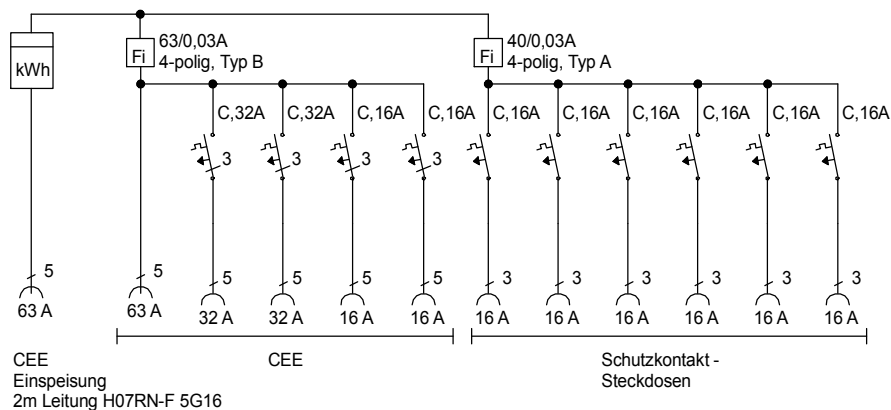 63/0,03A
4-polig, Typ B
Fi
40/0,03A
4-polig, Typ A
Fi
kWh
C,32A C,32A C,16A C,16A C,16A C,16A C,16A C,16A C,16A C,16A
3 3 3 3
5 5 5 5 5 5 3 3 3 3 3 3
63 A 63 A 32 A 32 A 16 A 16 A 16 A 16 A 16 A 16 A 16 A 16 A
CEE
Einspeisung
2m Leitung H07RN-F 5G16
CEE
Schutzkontakt -
Steckdosen